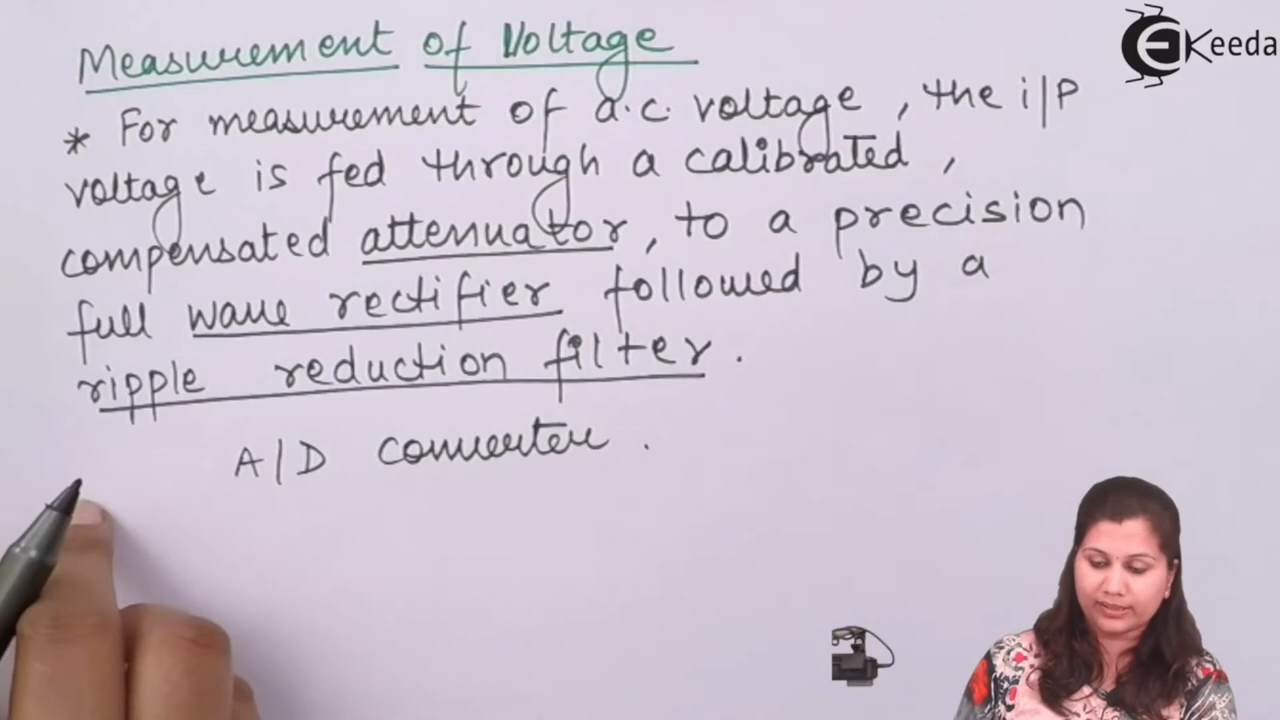 Measurement of Voltage
* For measurement of a.c. voltage, the i/P
voltage is fed through a calibrated,
compensated attenuator, to a precision
full wave rectifier followed by a
ripple reduction filter.
A/D converter.
EKeeda